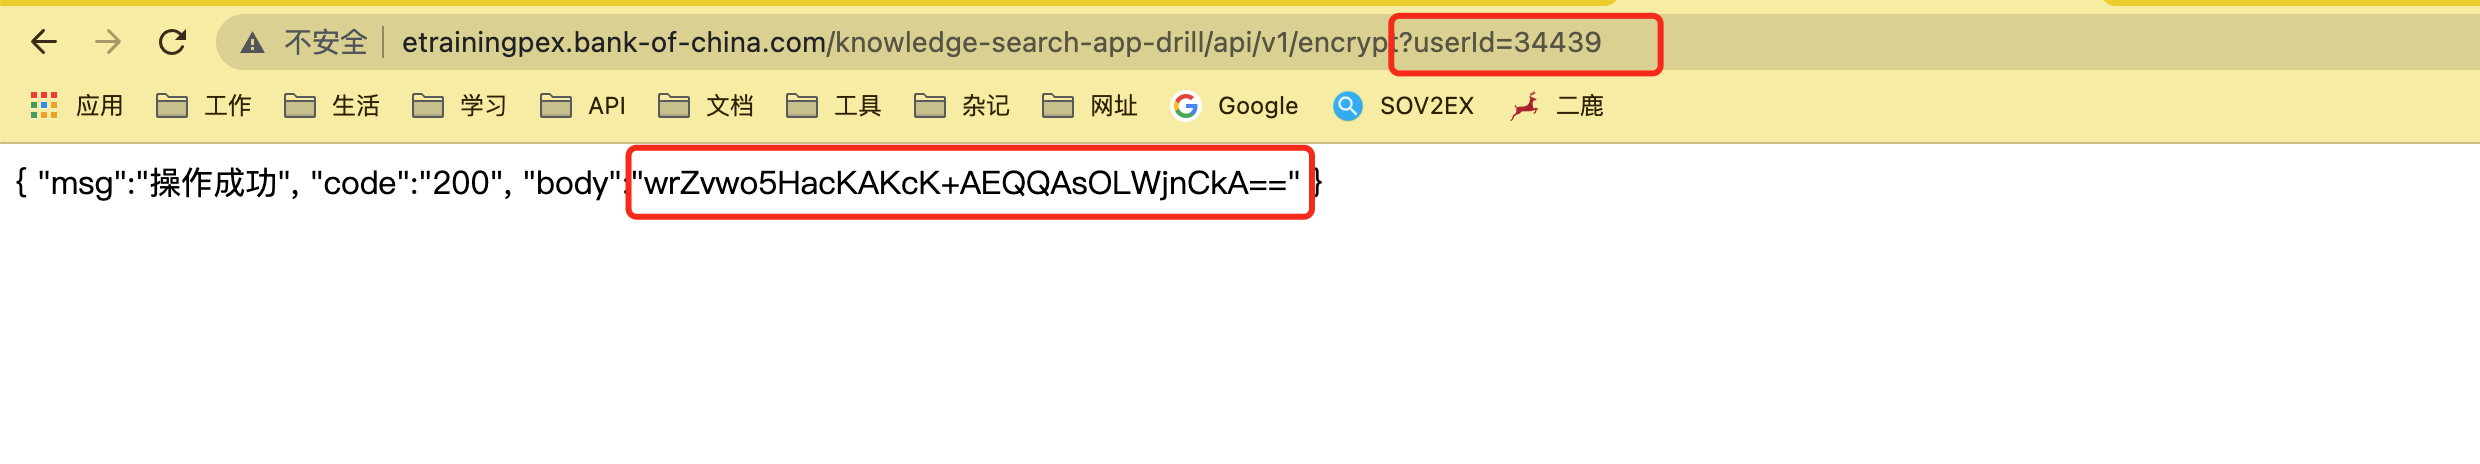 不安全 etrainingpex.bank-of-china.com/knowledge-search-app-drill/api/v1/encrypt?userId=34439
应用 工作 生活 学习 API 文档 工具 杂记 网址 Google SOV2EX 二鹿
{ "msg":"操作成功", "code":"200", "body":"wrZvwo5HacKAKcK+AEQQAsOLWjnCkA==" }